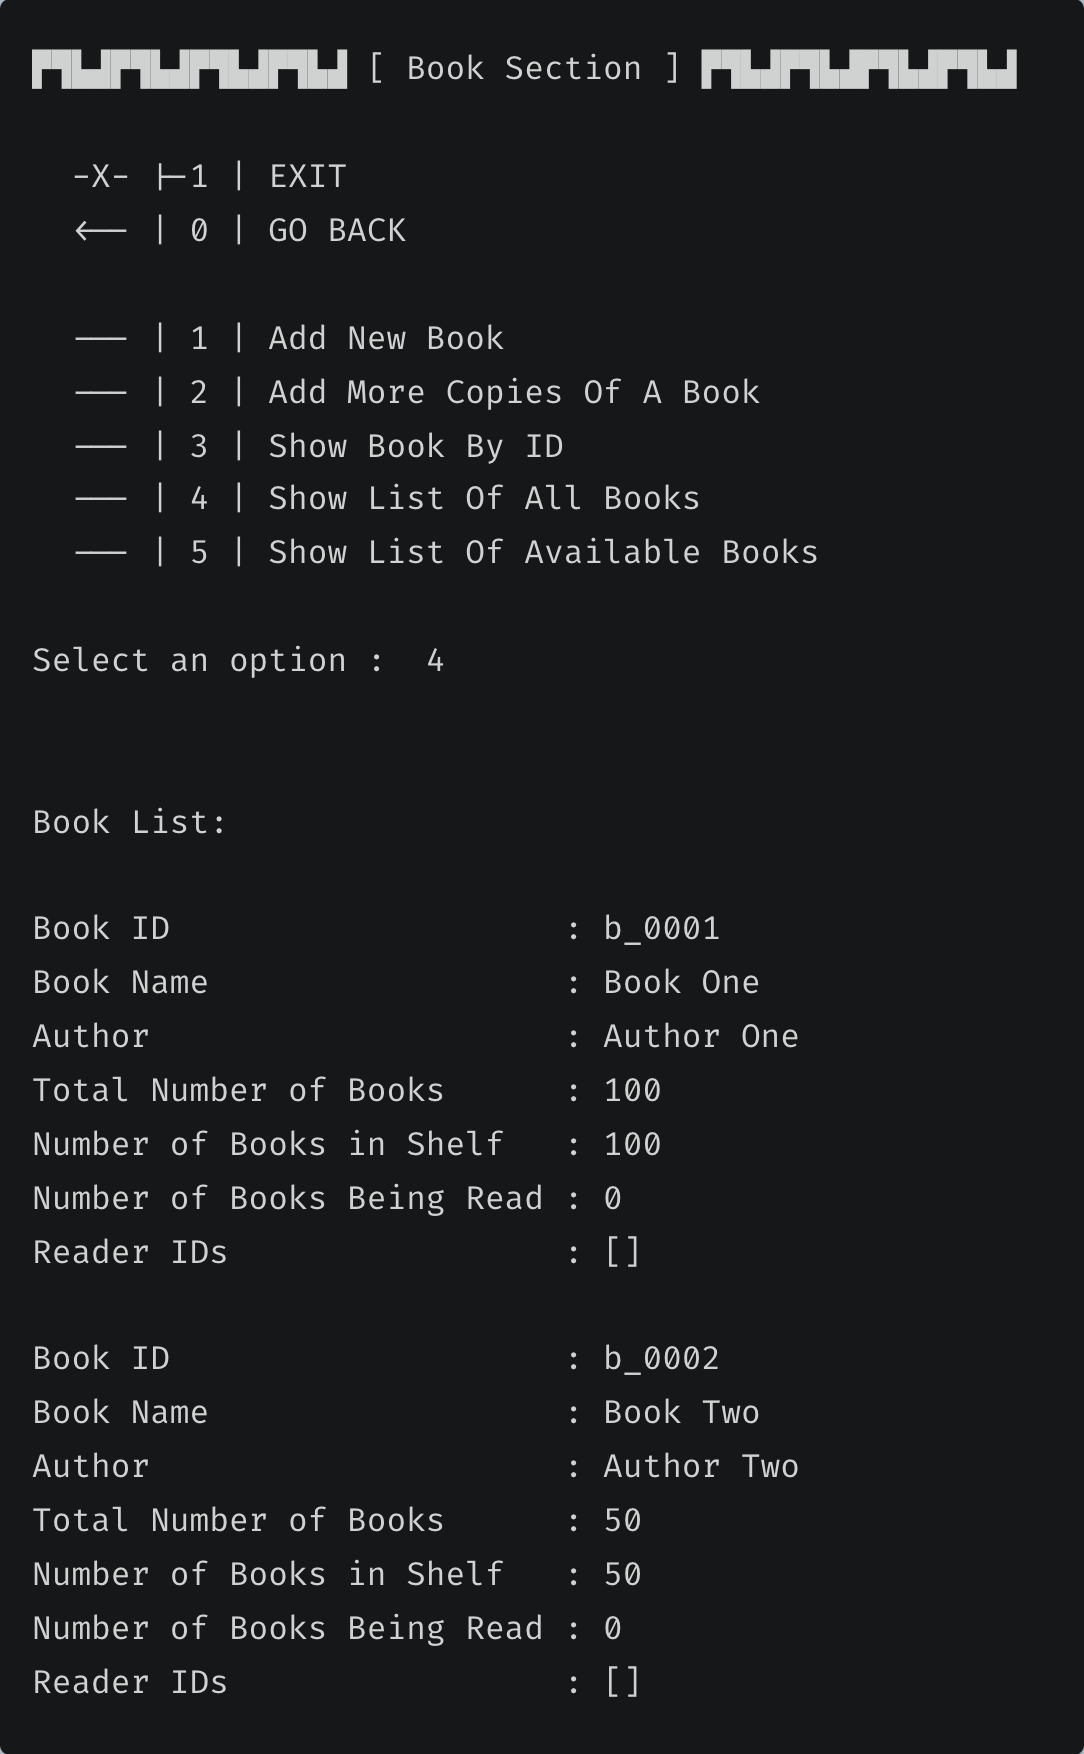 [ Book Section ]
-X- |-1 | EXIT
<-- | 0 | GO BACK
--- | 1 | Add New Book
--- | 2 | Add More Copies Of A Book
--- | 3 | Show Book By ID
--- | 4 | Show List Of All Books
--- | 5 | Show List Of Available Books
Select an option :  4
Book List:
Book ID                    : b_0001
Book Name                  : Book One
Author                     : Author One
Total Number of Books      : 100
Number of Books in Shelf   : 100
Number of Books Being Read : 0
Reader IDs                 : []
Book ID                    : b_0002
Book Name                  : Book Two
Author                     : Author Two
Total Number of Books      : 50
Number of Books in Shelf   : 50
Number of Books Being Read : 0
Reader IDs                 : []